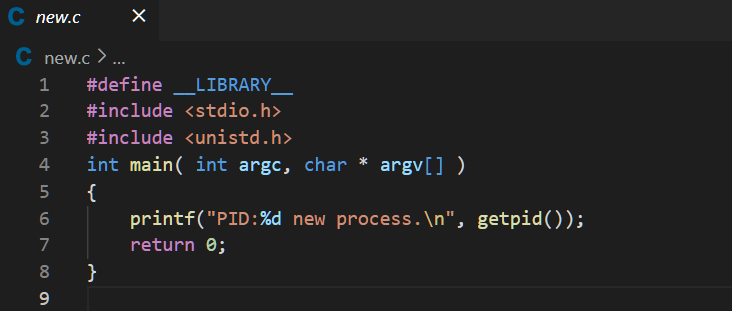 C new.c ×
C new.c > ...
1 #define __LIBRARY__
2 #include <stdio.h>
3 #include <unistd.h>
4 int main( int argc, char * argv[] )
5 {
6     printf("PID:%d new process.\n", getpid());
7     return 0;
8 }
9